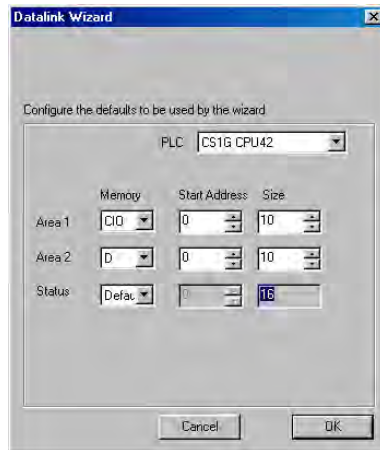 Datalink Wizard
Configure the defaults to be used by the wizard
PLC CS1G CPU42
Memory Start Address Size
Area 1 CIO 0 10
Area 2 D 0 10
Status Defau 0 16
Cancel OK